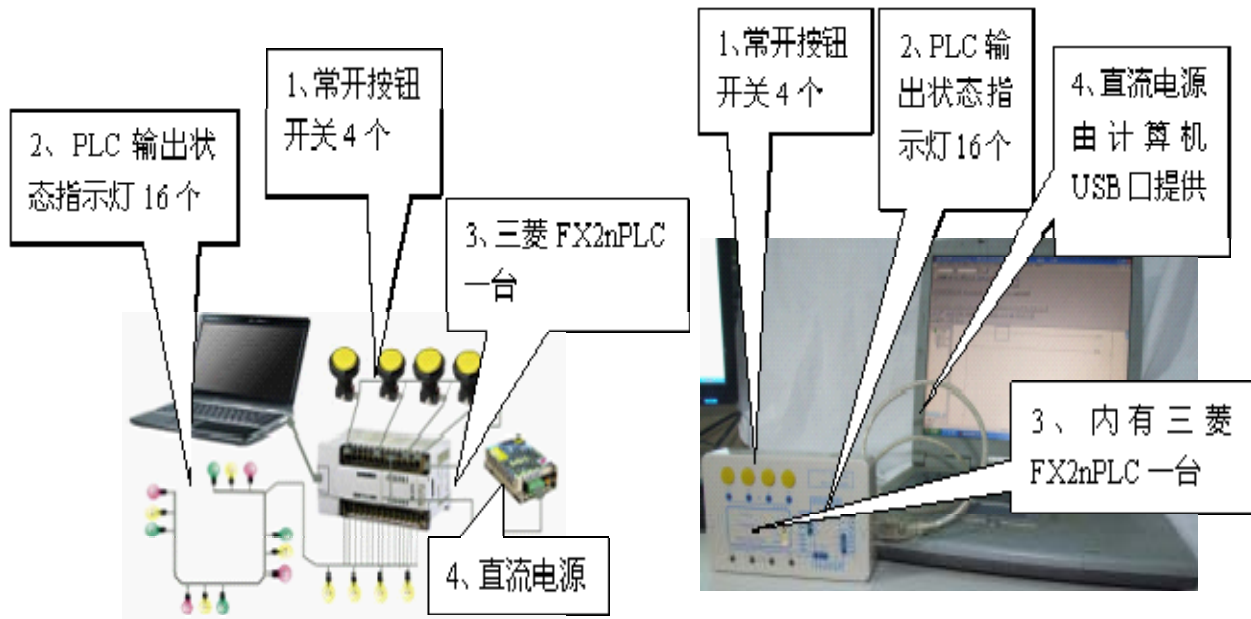 1、常开按钮
开关4个
2、PLC 输出状
态指示灯 16 个
3、三菱 FX2nPLC
一台
4、直流电源
1、常开按钮
开关4个
2、PLC 输
出状态指
示灯 16个
4、直流电源
由计算机
USB 口提供
3、内有三菱
FX2nPLC 一台